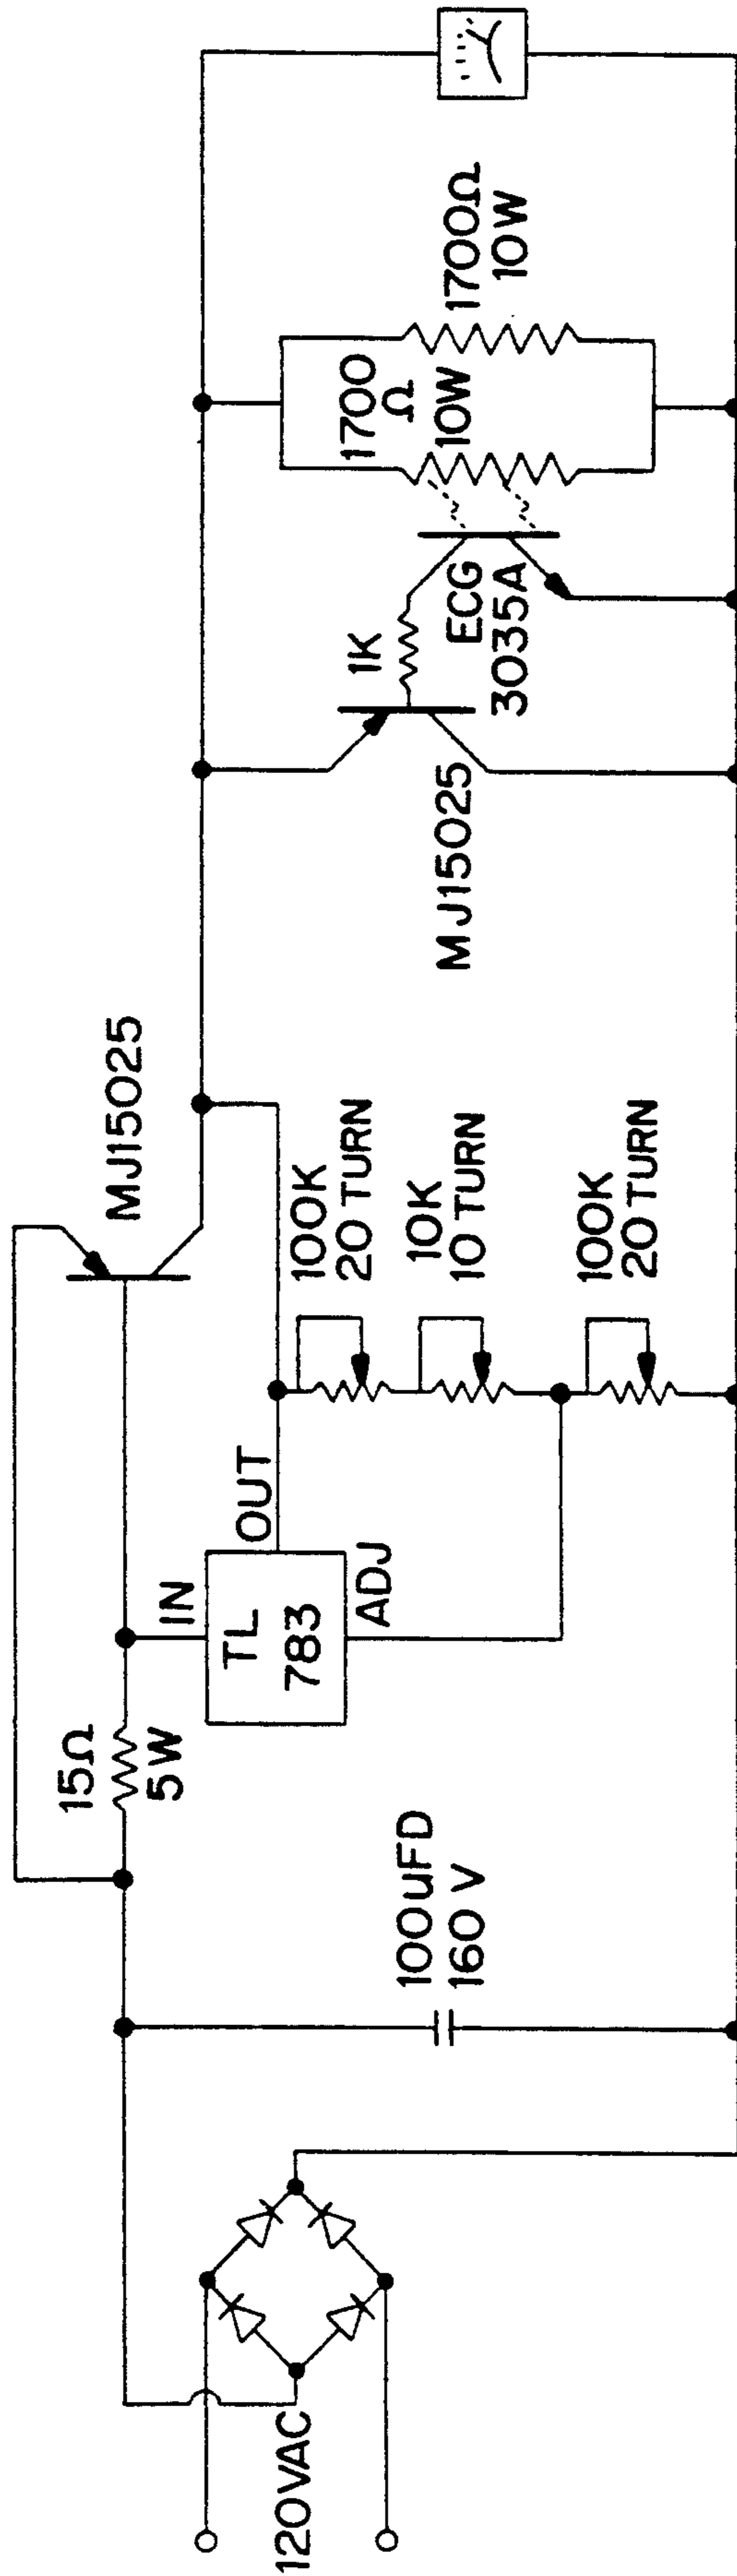 120VAC
100uFD
160V
15Ω
5W
IN
TL
783
OUT
ADJ
MJ15025
100K
20 TURN
10K
10 TURN
100K
20 TURN
MJ15025
1K
ECG
3035A
1700
Ω
10W
1700Ω
10W